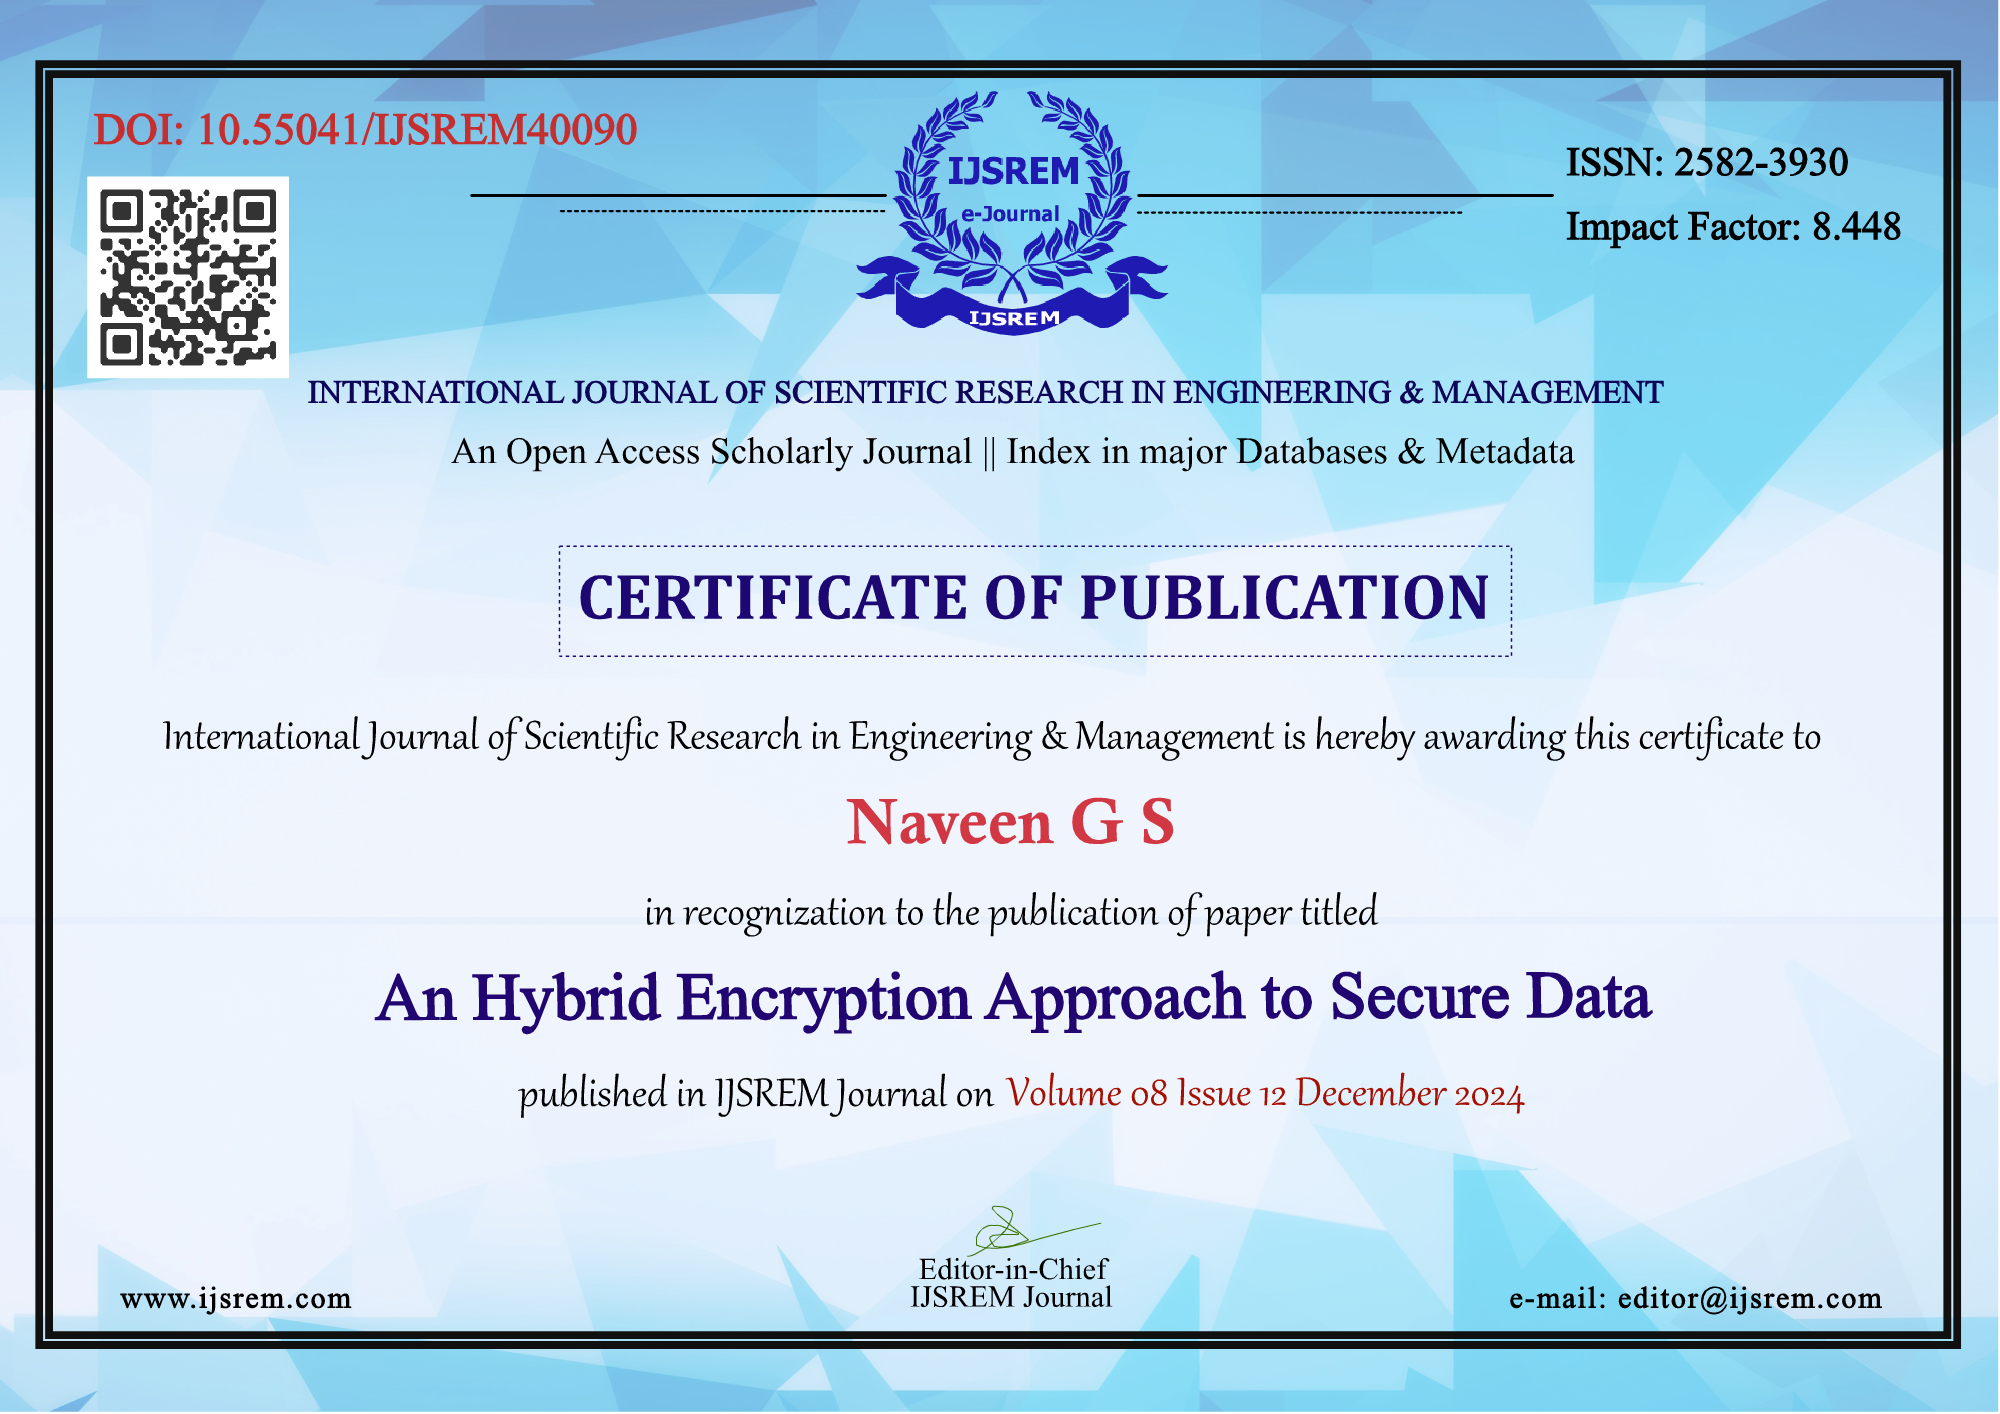 DOI: 10.55041/IJSREM40090
IJSREM
e-Journal
IJSREM
ISSN: 2582-3930
Impact Factor: 8.448
INTERNATIONAL JOURNAL OF SCIENTIFIC RESEARCH IN ENGINEERING & MANAGEMENT
An Open Access Scholarly Journal || Index in major Databases & Metadata
CERTIFICATE OF PUBLICATION
International Journal of Scientific Research in Engineering & Management is hereby awarding this certificate to
Naveen G S
in recognization to the publication of paper titled
An Hybrid Encryption Approach to Secure Data
published in IJSREM Journal on Volume 08 Issue 12 December 2024
Editor-in-Chief
IJSREM Journal
www.ijsrem.com
e-mail: editor@ijsrem.com